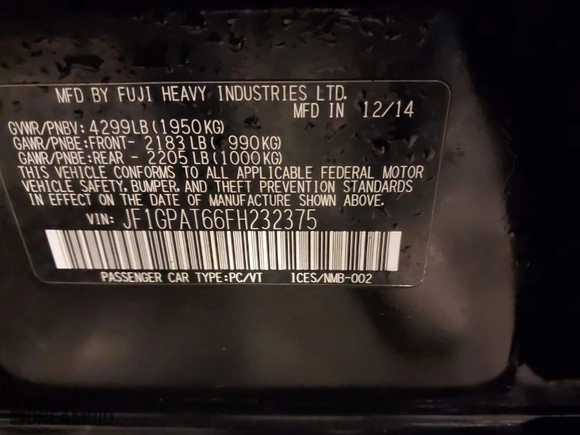 MFD BY FUJI HEAVY INDUSTRIES LTD.
MFD IN 12/14
GVWR/PNBV: 4299LB (1950KG)
GAWR/PNBE: FRONT- 2183LB ( 990KG)
GAWR/PNBE: REAR - 2205LB (1000KG)
THIS VEHICLE CONFORMS TO ALL APPLICABLE FEDERAL MOTOR
VEHICLE SAFETY, BUMPER, AND THEFT PREVENTION STANDARDS
IN EFFECT ON THE DATE OF MANUFACTURE SHOWN ABOVE.
VIN: JF1GPAT66FH232375
PASSENGER CAR TYPE:PC/VT ICES/NMB-002